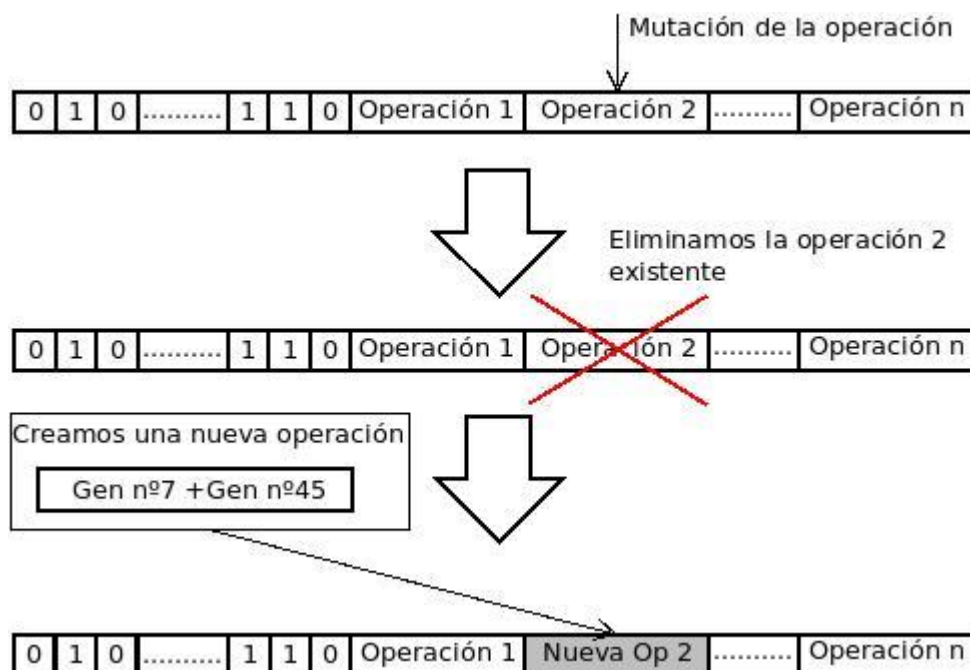 Mutación de la operación
0 1 0 .......... 1 1 0 Operación 1 Operación 2 .......... Operación n
Eliminamos la operación 2
existente
0 1 0 .......... 1 1 0 Operación 1 Operación 2 .......... Operación n
Creamos una nueva operación
Gen nº7 +Gen nº45
0 1 0 .......... 1 1 0 Operación 1 Nueva Op 2 .......... Operación n